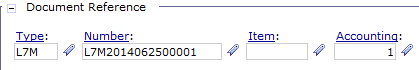 Document Reference
Type: Number: Item: Accounting:
L7M L7M2014062500001 1